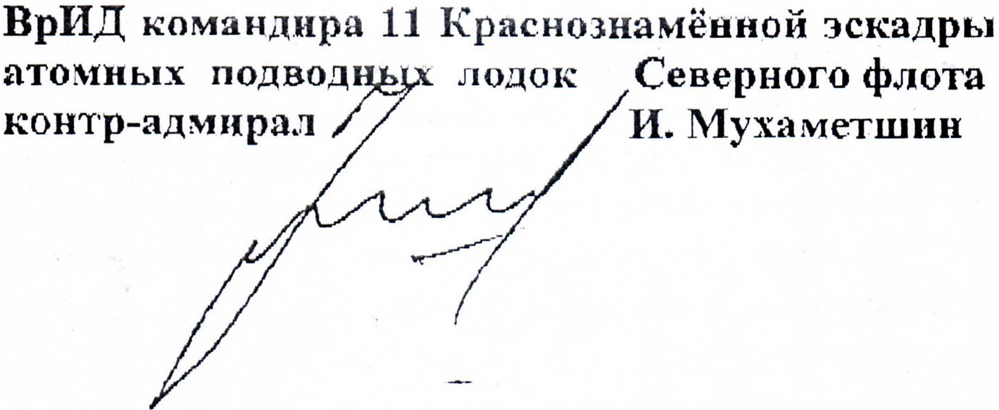 ВрИД командира 11 Краснознамённой эскадры
атомных подводных лодок Северного флота
контр-адмирал И. Мухаметшин